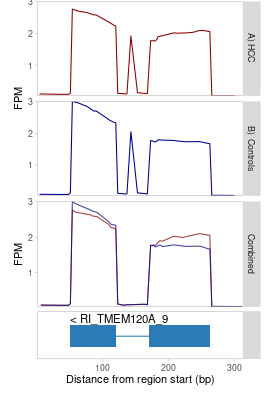 3
2
1
FPM
A) HCC
3
2
1
FPM
B). Controls
3
2
1
FPM
Combined
< RI_TMEM120A_9
100
200
300
Distance from region start (bp)